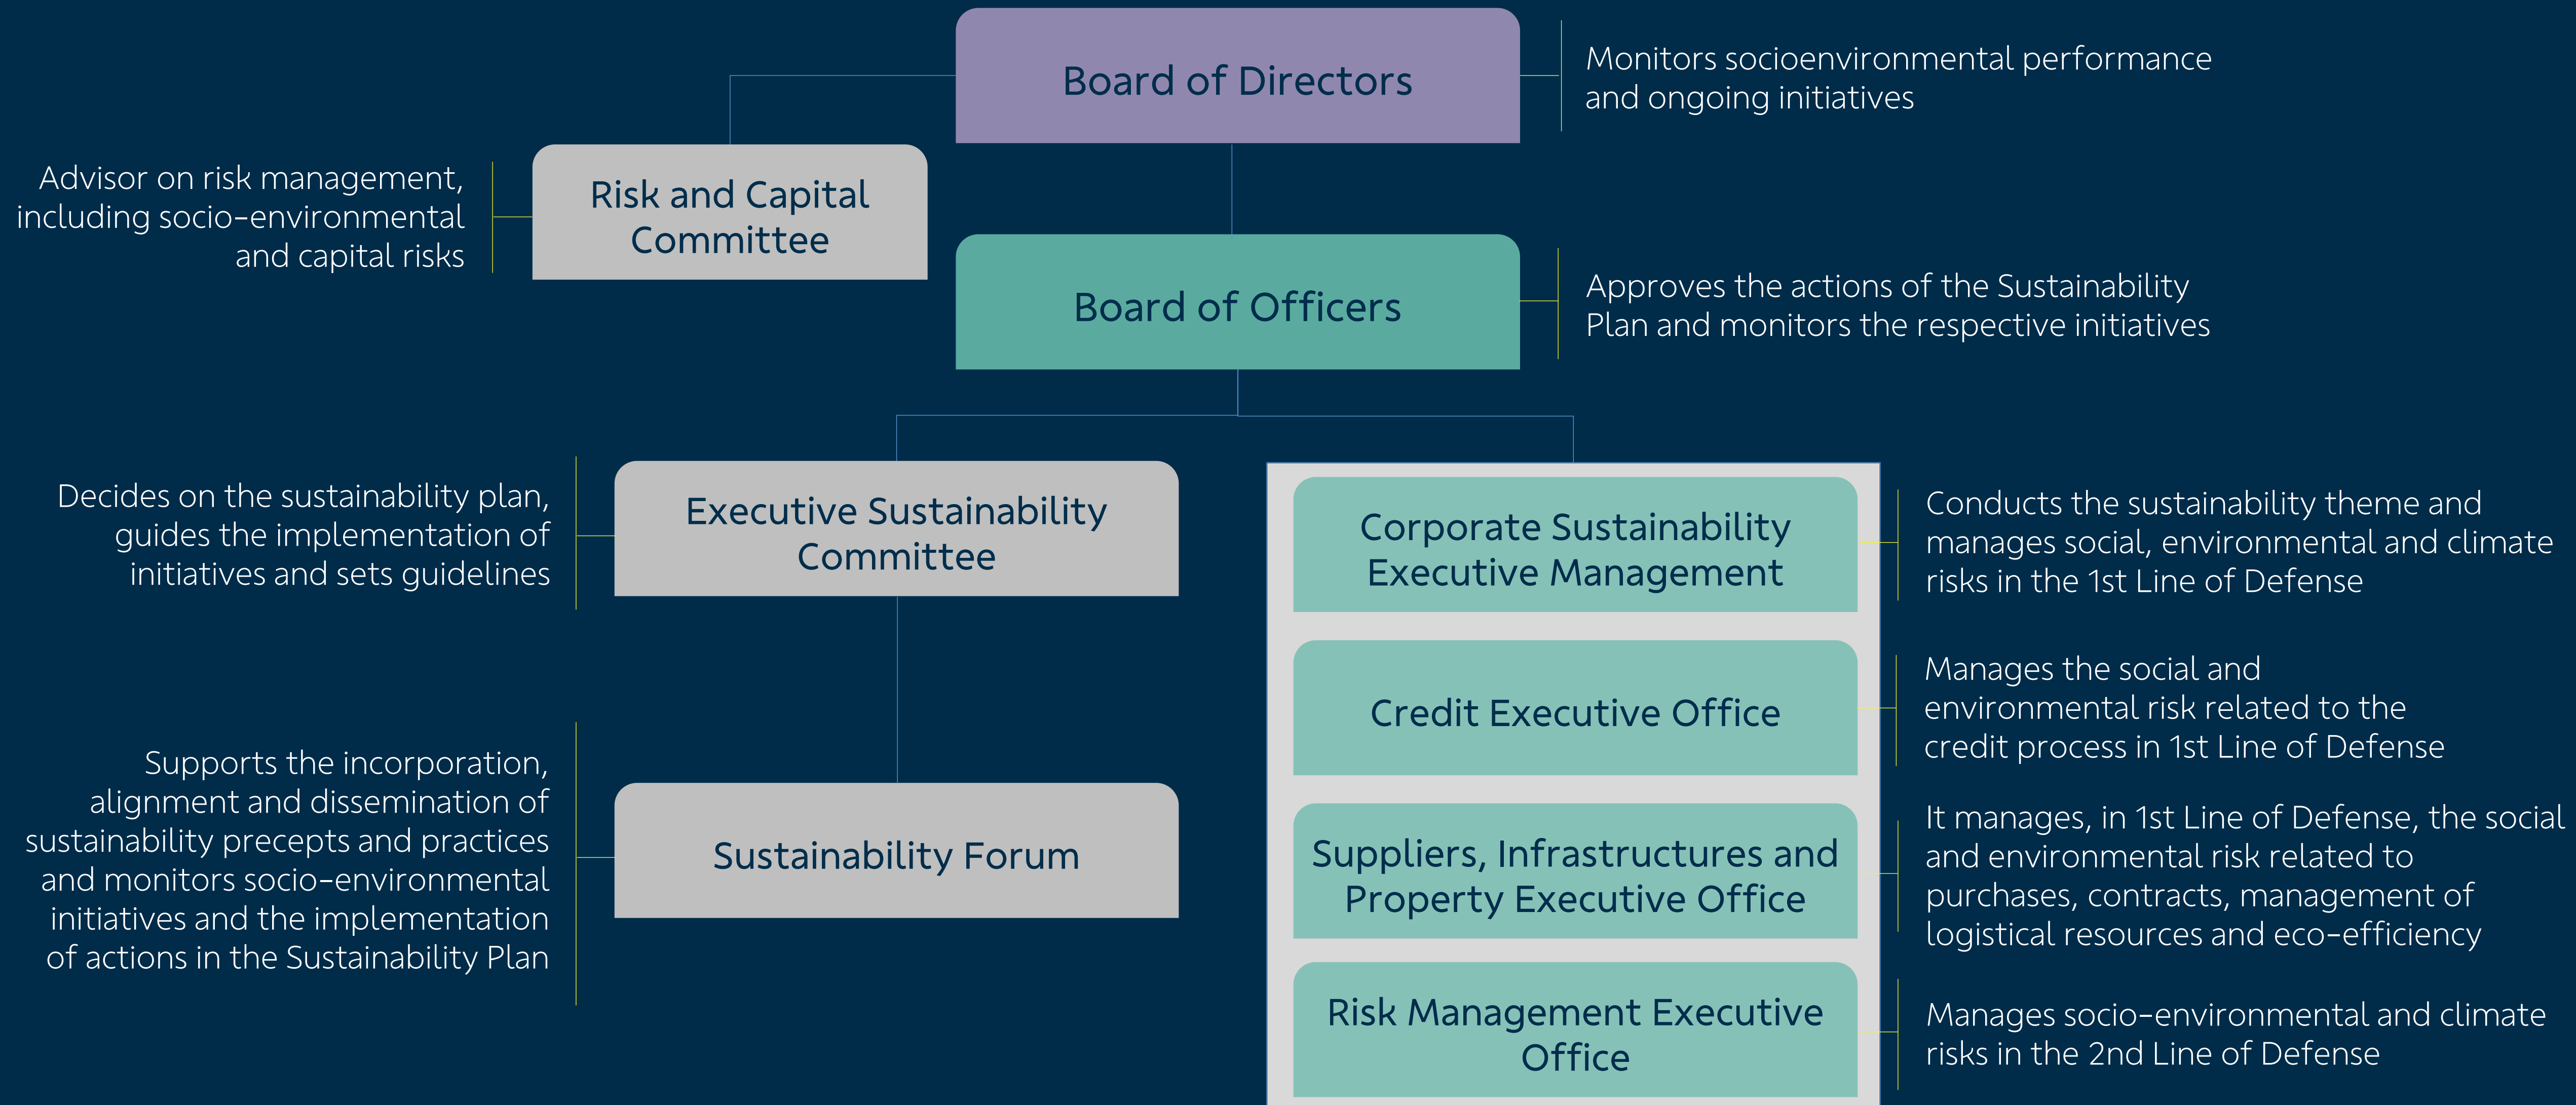 Board of Directors
Monitors socioenvironmental performance
and ongoing initiatives
Advisor on risk management,
including socio-environmental
and capital risks
Risk and Capital
Committee
Board of Officers
Approves the actions of the Sustainability
Plan and monitors the respective initiatives
Decides on the sustainability plan,
guides the implementation of
initiatives and sets guidelines
Executive Sustainability
Committee
Corporate Sustainability
Executive Management
Conducts the sustainability theme and
manages social, environmental and climate
risks in the 1st Line of Defense
Credit Executive Office
Manages the social and
environmental risk related to the
credit process in 1st Line of Defense
Supports the incorporation,
alignment and dissemination of
sustainability precepts and practices
and monitors socio-environmental
initiatives and the implementation
of actions in the Sustainability Plan
Sustainability Forum
Suppliers, Infrastructures and
Property Executive Office
It manages, in 1st Line of Defense, the social
and environmental risk related to
purchases, contracts, management of
logistical resources and eco-efficiency
Risk Management Executive
Office
Manages socio-environmental and climate
risks in the 2nd Line of Defense